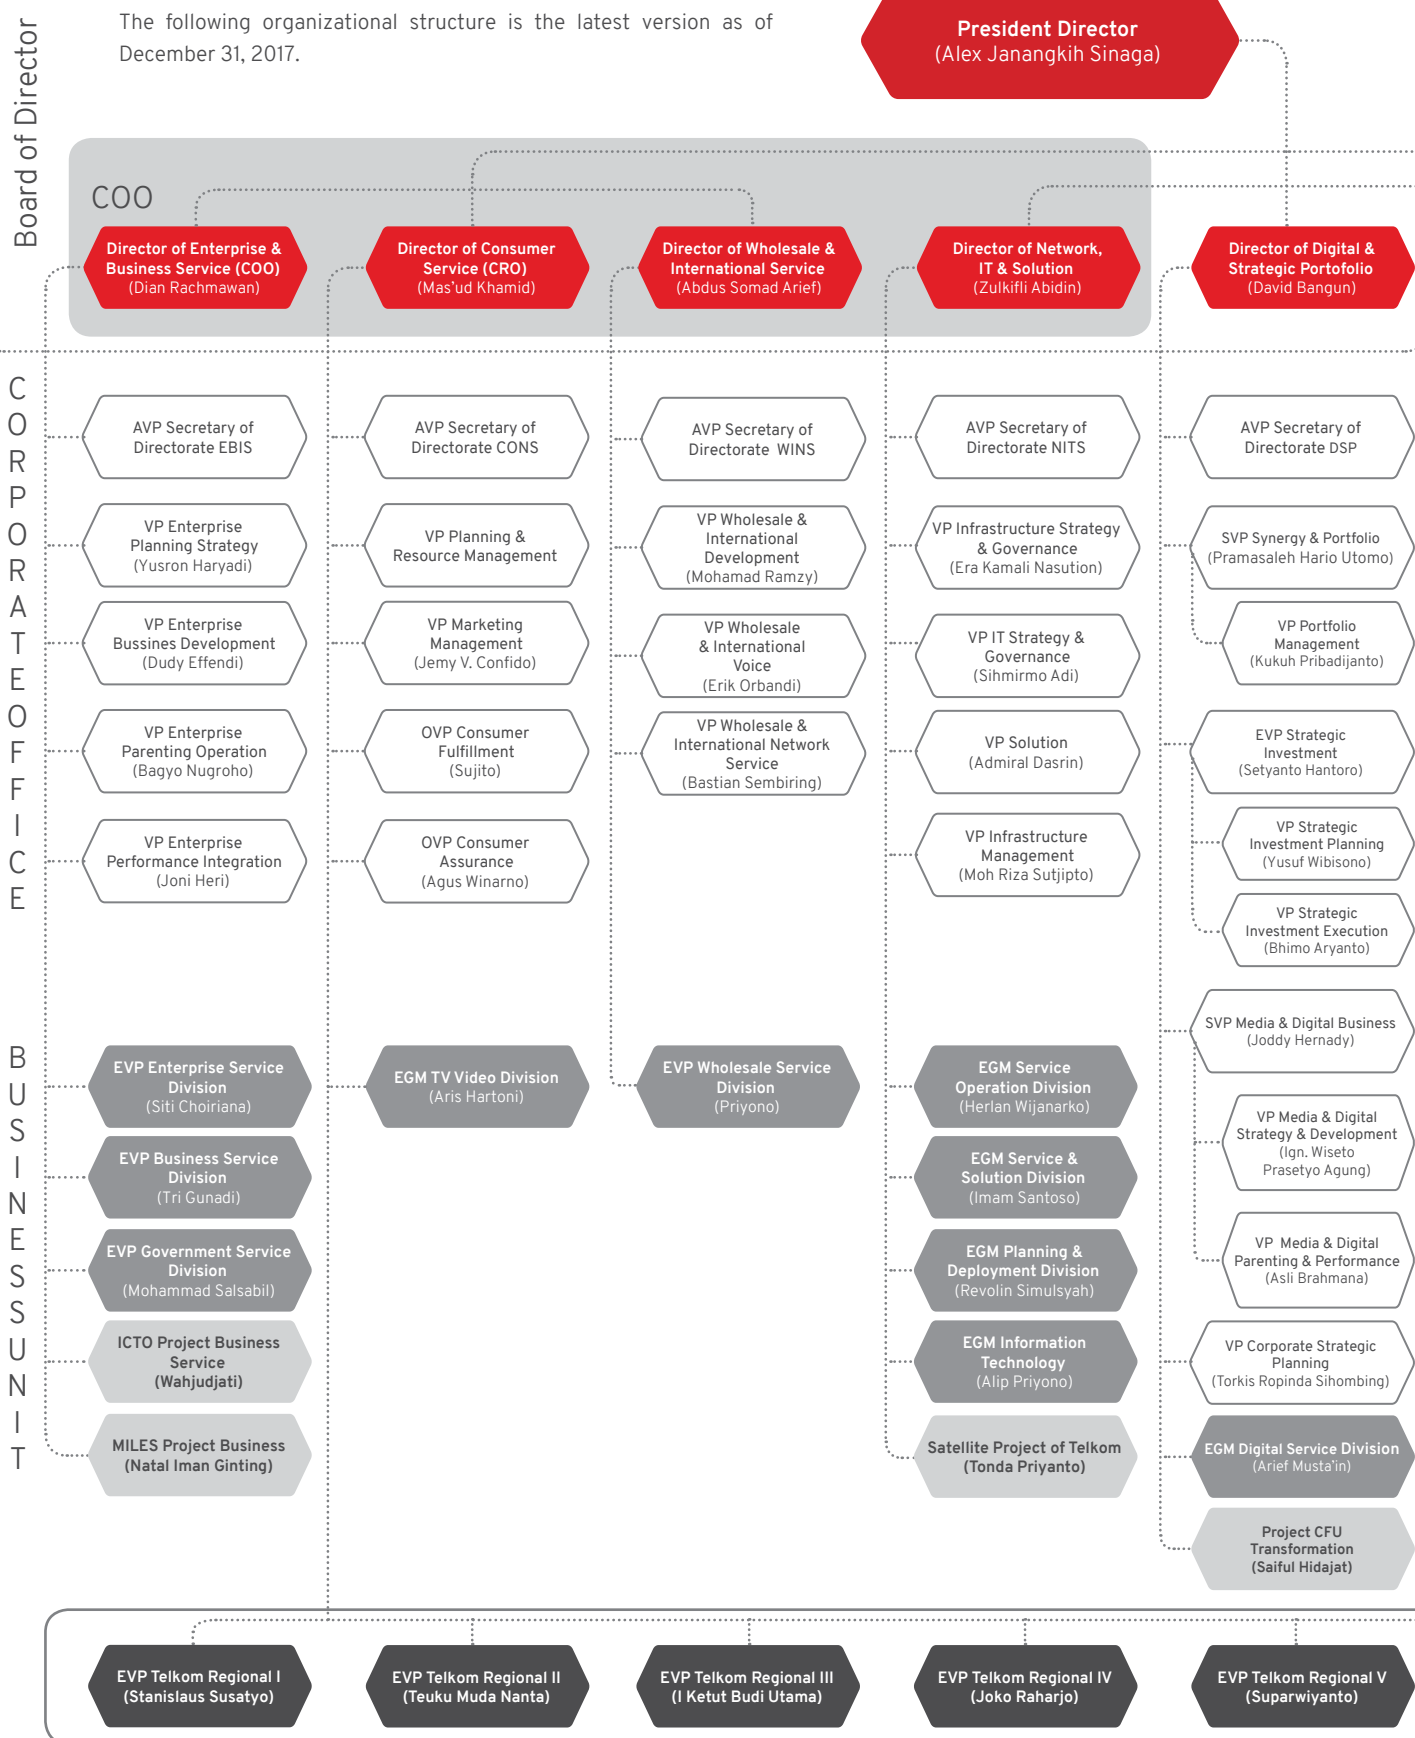 The following organizational structure is the latest version as of
December 31, 2017.
President Director
(Alex Janangkih Sinaga)
Board of Director
COO
Director of Enterprise &
Business Service (COO)
(Dian Rachmawan)
Director of Consumer
Service (CRO)
(Mas'ud Khamid)
Director of Wholesale &
International Service
(Abdus Somad Arief)
Director of Network,
IT & Solution
(Zulkifli Abidin)
Director of Digital &
Strategic Portofolio
(David Bangun)
CORPORATE OFFICE
AVP Secretary of
Directorate EBIS
VP Enterprise
Planning Strategy
(Yusron Haryadi)
VP Enterprise
Bussines Development
(Dudy Effendi)
VP Enterprise
Parenting Operation
(Bagyo Nugroho)
VP Enterprise
Performance Integration
(Joni Heri)
AVP Secretary of
Directorate CONS
VP Planning &
Resource Management
VP Marketing
Management
(Jemy V. Confido)
OVP Consumer
Fulfillment
(Sujito)
OVP Consumer
Assurance
(Agus Winarno)
AVP Secretary of
Directorate WINS
VP Wholesale &
International
Development
(Mohamad Ramzy)
VP Wholesale
& International
Voice
(Erik Orbandi)
VP Wholesale &
International Network
Service
(Bastian Sembiring)
AVP Secretary of
Directorate NITS
VP Infrastructure Strategy
& Governance
(Era Kamali Nasution)
VP IT Strategy &
Governance
(Sihmirmo Adi)
VP Solution
(Admiral Dasrin)
VP Infrastructure
Management
(Moh Riza Sutjipto)
AVP Secretary of
Directorate DSP
SVP Synergy & Portfolio
(Pramasaleh Hario Utomo)
VP Portfolio
Management
(Kukuh Pribadijanto)
EVP Strategic
Investment
(Setyanto Hantoro)
VP Strategic
Investment Planning
(Yusuf Wibisono)
VP Strategic
Investment Execution
(Bhimo Aryanto)
SVP Media & Digital Business
(Joddy Hernady)
VP Media & Digital
Strategy & Development
(Ign. Wiseto
Prasetyo Agung)
VP Media & Digital
Parenting & Performance
(Asli Brahmana)
VP Corporate Strategic
Planning
(Torkis Ropinda Sihombing)
EGM Digital Service Division
(Arief Musta'in)
Project CFU
Transformation
(Saiful Hidajat)
BUSINESS UNIT
EVP Enterprise Service
Division
(Siti Choiriana)
EVP Business Service
Division
(Tri Gunadi)
EVP Government Service
Division
(Mohammad Salsabil)
ICTO Project Business
Service
(Wahjudjati)
MILES Project Business
(Natal Iman Ginting)
EGM TV Video Division
(Aris Hartoni)
EVP Wholesale Service
Division
(Priyono)
EGM Service
Operation Division
(Herlan Wijanarko)
EGM Service &
Solution Division
(Imam Santoso)
EGM Planning &
Deployment Division
(Revolin Simulsyah)
EGM Information
Technology
(Alip Priyono)
Satellite Project of Telkom
(Tonda Priyanto)
EVP Telkom Regional I
(Stanislaus Susatyo)
EVP Telkom Regional II
(Teuku Muda Nanta)
EVP Telkom Regional III
(I Ketut Budi Utama)
EVP Telkom Regional IV
(Joko Raharjo)
EVP Telkom Regional V
(Suparwiyanto)